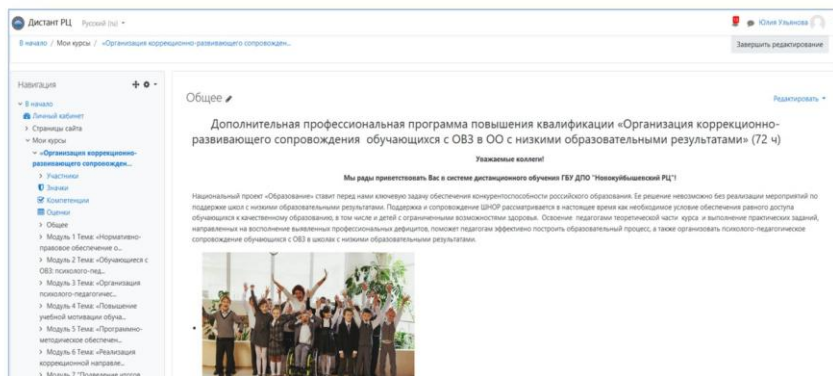 Дистант РЦ Русский (ru)
Юлия Ульянова
В начало / Мои курсы / «Организация коррекционно-развивающего сопровожден...
Завершить редактирование
Навигация
В начало
Личный кабинет
Страницы сайта
Мои курсы
«Организация коррекционно-
развивающего сопровожден...
Участники
Значки
Компетенции
Оценки
Общее
Модуль 1 Тема: «Нормативно-
правовое обеспечение о...
Модуль 2 Тема: «Обучающиеся с
ОВЗ: психолого-пед...
Модуль 3 Тема: «Организация
психолого-педагогичес...
Модуль 4 Тема: «Повышение
учебной мотивации обуча...
Модуль 5 Тема: «Программно-
методическое обеспечен...
Модуль 6 Тема: «Реализация
коррекционной направле...
Модуль 7 "Подведение итогов
Общее
Редактировать
Дополнительная профессиональная программа повышения квалификации «Организация коррекционно-
развивающего сопровождения обучающихся с ОВЗ в ОО с низкими образовательными результатами» (72 ч)
Уважаемые коллеги!
Мы рады приветствовать Вас в системе дистанционного обучения ГБУ ДПО "Новокуйбышевский РЦ"!
Национальный проект «Образование» ставит перед нами ключевую задачу обеспечения конкурентоспособности российского образования. Ее решение невозможно без реализации мероприятий по
поддержке школ с низкими образовательными результатами. Поддержка и сопровождение ШНОР рассматривается в настоящее время как необходимое условие обеспечения равного доступа
обучающихся к качественному образованию, в том числе и детей с ограниченными возможностями здоровья. Освоение педагогами теоретической части курса и выполнение практических заданий,
направленных на восполнение выявленных профессиональных дефицитов, поможет педагогам эффективно построить образовательный процесс, а также организовать психолого-педагогическое
сопровождение обучающихся с ОВЗ в школах с низкими образовательными результатами.